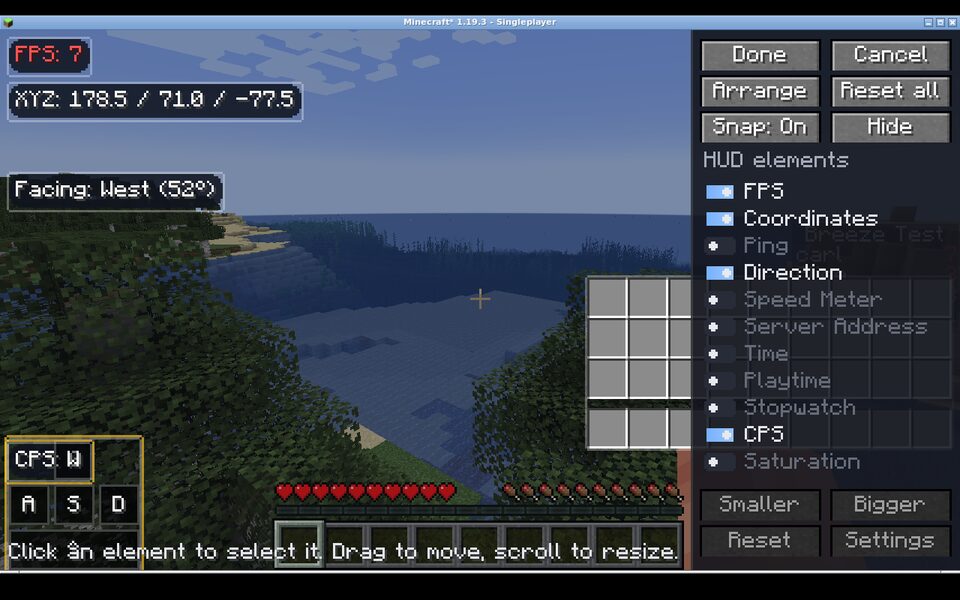 Minecraft* 1.19.3 - Singleplayer
FPS: 7
XYZ: 178.5 / 71.0 / -77.5
Facing: West (52°)
Done
Cancel
Arrange
Reset all
Snap: On
Hide
HUD elements
FPS
Coordinates
Ping
Direction
Speed Meter
Server Address
Time
Playtime
Stopwatch
CPS
Saturation
Smaller
Bigger
Reset
Settings
CPS W
A S D
Click an element to select it. Drag to move, scroll to resize.